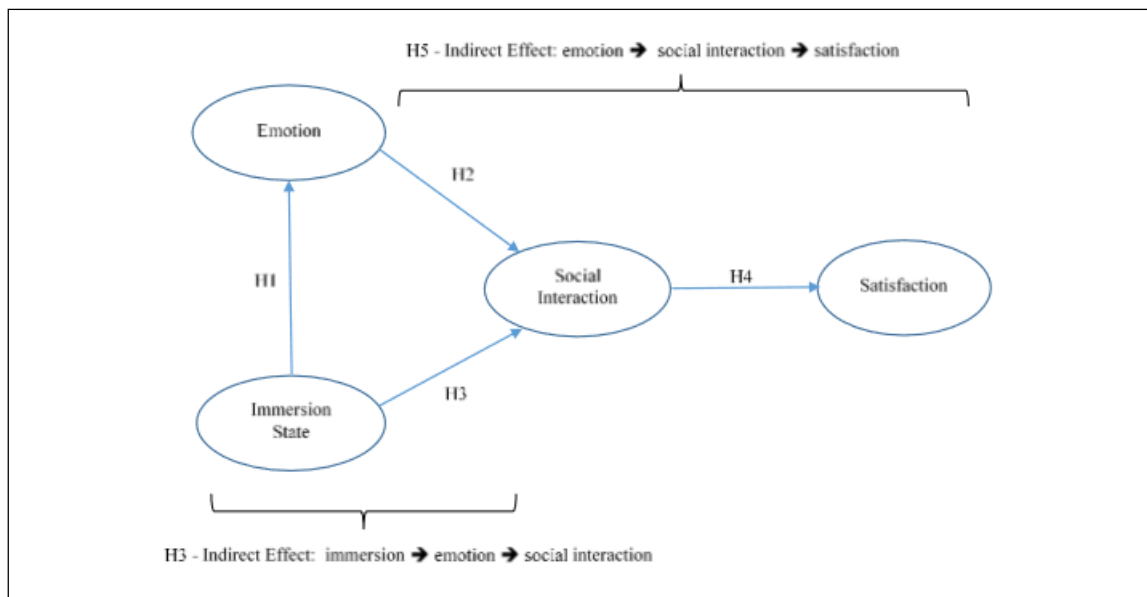 H5 - Indirect Effect: emotion ➔ social interaction ➔ satisfaction
Emotion
H2
Social
Interaction
H4
Satisfaction
H1
H3
Immersion
State
H3 - Indirect Effect: immersion ➔ emotion ➔ social interaction